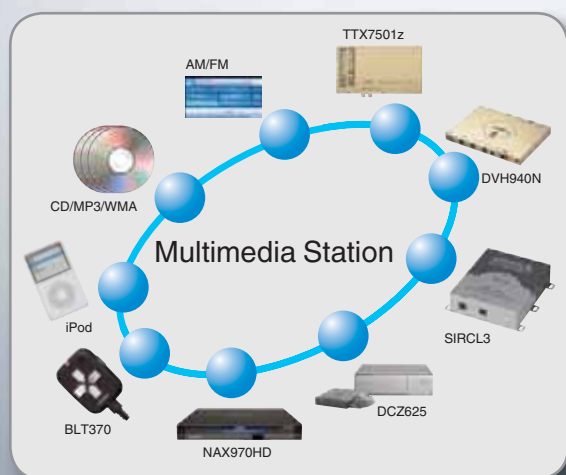 TTX7501z
AM/FM
DVH940N
CD/MP3/WMA
Multimedia Station
iPod
SIRCL3
BLT370
DCZ625
NAX970HD